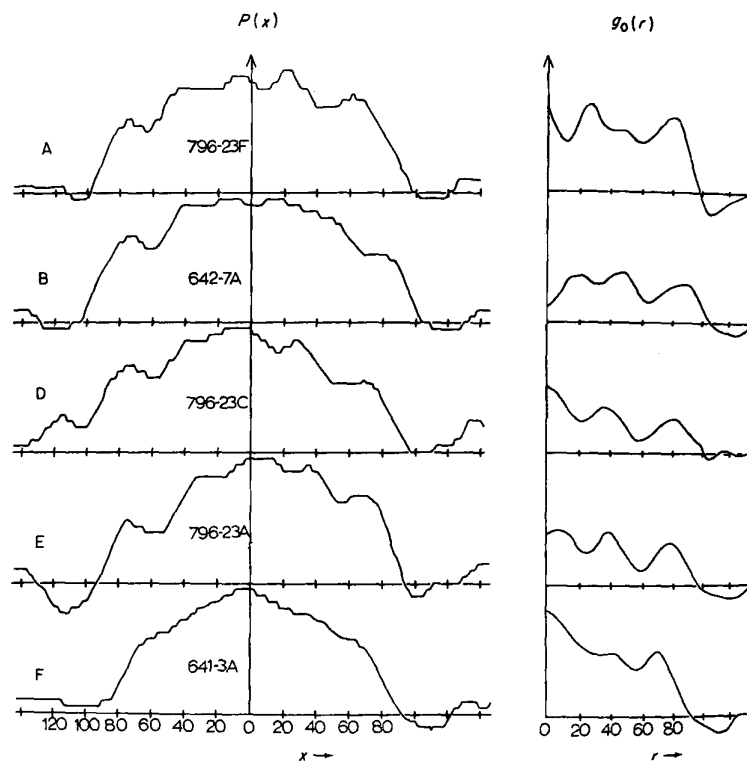 P(x) g₀(r)
A 796-23F
B 642-7A
D 796-23C
E 796-23A
F 641-3A
140 120 100 80 60 40 20 0 20 40 60 80 0 20 40 60 80
x → r →